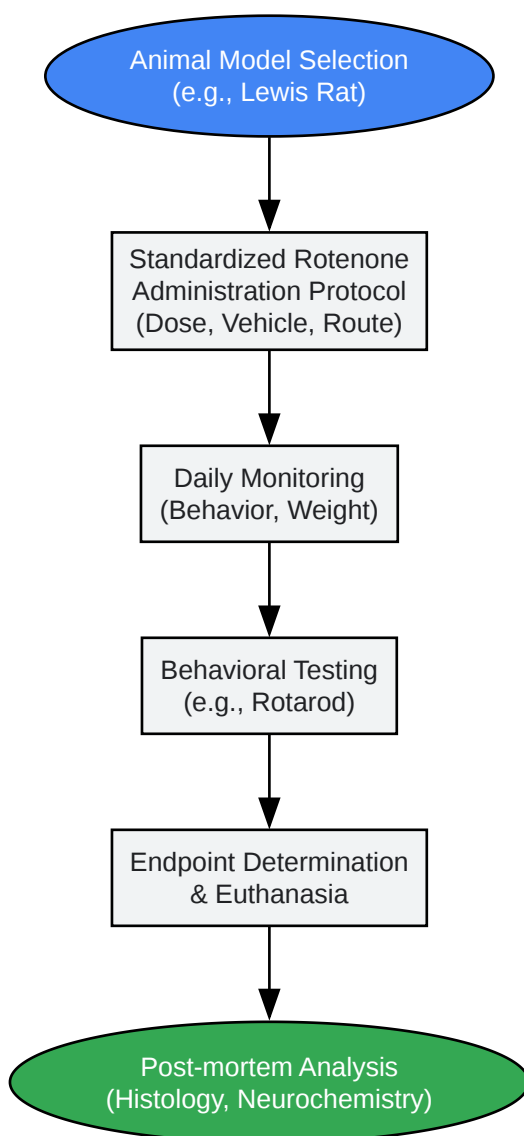 Animal Model Selection
(e.g., Lewis Rat)
Standardized Rotenone
Administration Protocol
(Dose, Vehicle, Route)
Daily Monitoring
(Behavior, Weight)
Behavioral Testing
(e.g., Rotarod)
Endpoint Determination
& Euthanasia
Post-mortem Analysis
(Histology, Neurochemistry)